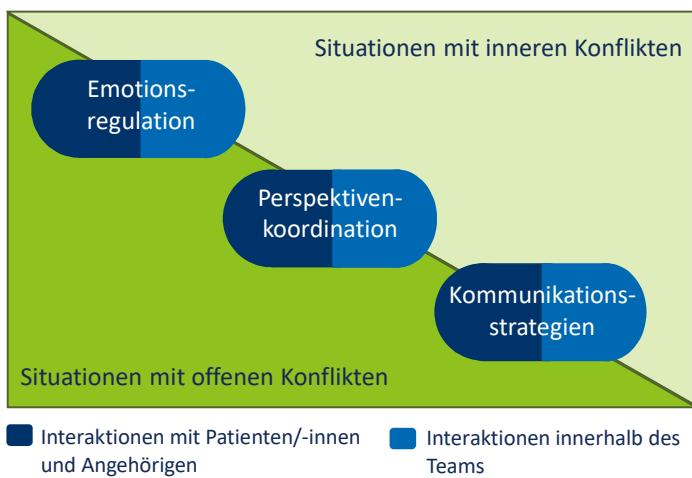 Situationen mit inneren Konflikten
Emotions-
regulation
Perspektiven-
koordination
Kommunikations-
strategien
Situationen mit offenen Konflikten
Interaktionen mit Patienten/-innen
und Angehörigen
Interaktionen innerhalb des
Teams